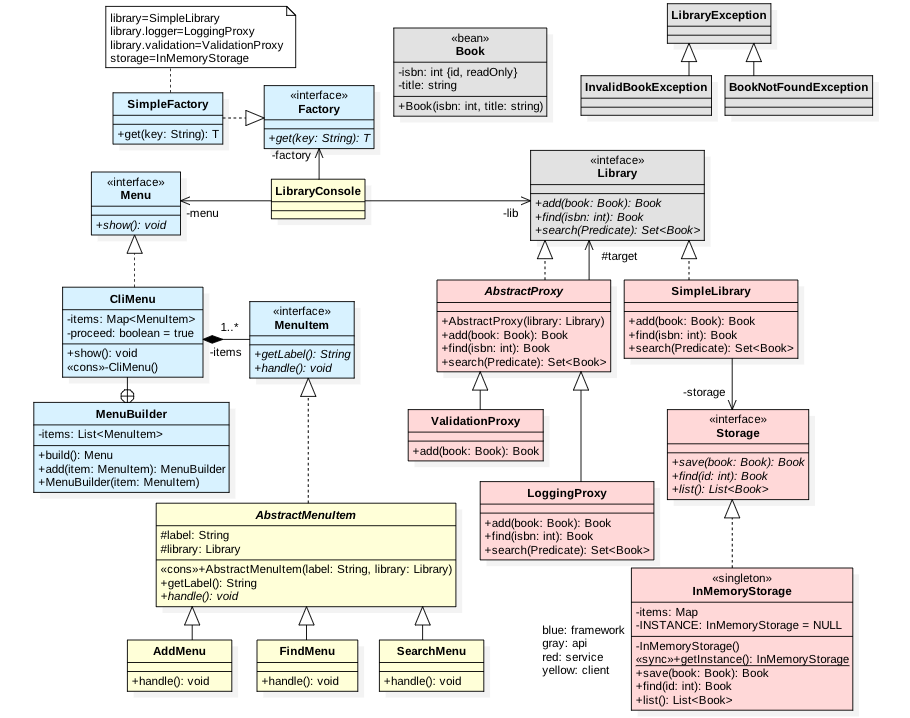 library=SimpleLibrary
library.logger=LoggingProxy
library.validation=ValidationProxy
storage=InMemoryStorage
SimpleFactory
+get(key: String): T
«interface»
Factory
+get(key: String): T
-factory
«bean»
Book
-isbn: int {id, readOnly}
-title: string
+Book(isbn: int, title: string)
LibraryException
InvalidBookException
BookNotFoundException
«interface»
Menu
+show(): void
-menu
LibraryConsole
-lib
«inteface»
Library
+add(book: Book): Book
+find(isbn: int): Book
+search(Predicate): Set<Book>
#target
CliMenu
-items: Map<MenuItem>
-proceed: boolean = true
+show(): void
«cons»-CliMenu()
1..*
-items
«interface»
MenuItem
+getLabel(): String
+handle(): void
AbstractProxy
+AbstractProxy(library: Library)
+add(book: Book): Book
+find(isbn: int): Book
+search(Predicate): Set<Book>
SimpleLibrary
+add(book: Book): Book
+find(isbn: int): Book
+search(Predicate): Set<Book>
-storage
MenuBuilder
-items: List<MenuItem>
+build(): Menu
+add(item: MenuItem): MenuBuilder
+MenuBuilder(item: MenuItem)
ValidationProxy
+add(book: Book): Book
«interface»
Storage
+save(book: Book): Book
+find(id: int): Book
+list(): List<Book>
LoggingProxy
+add(book: Book): Book
+find(isbn: int): Book
+search(Predicate): Set<Book>
AbstractMenuItem
#label: String
#library: Library
«cons»+AbstractMenuItem(label: String, library: Library)
+getLabel(): String
+handle(): void
AddMenu
+handle(): void
FindMenu
+handle(): void
SearchMenu
+handle(): void
blue: framework
gray: api
red: service
yellow: client
«singleton»
InMemoryStorage
-items: Map
-INSTANCE: InMemoryStorage = NULL
-InMemoryStorage()
«sync»+getInstance(): InMemoryStorage
+save(book: Book): Book
+find(id: int): Book
+list(): List<Book>